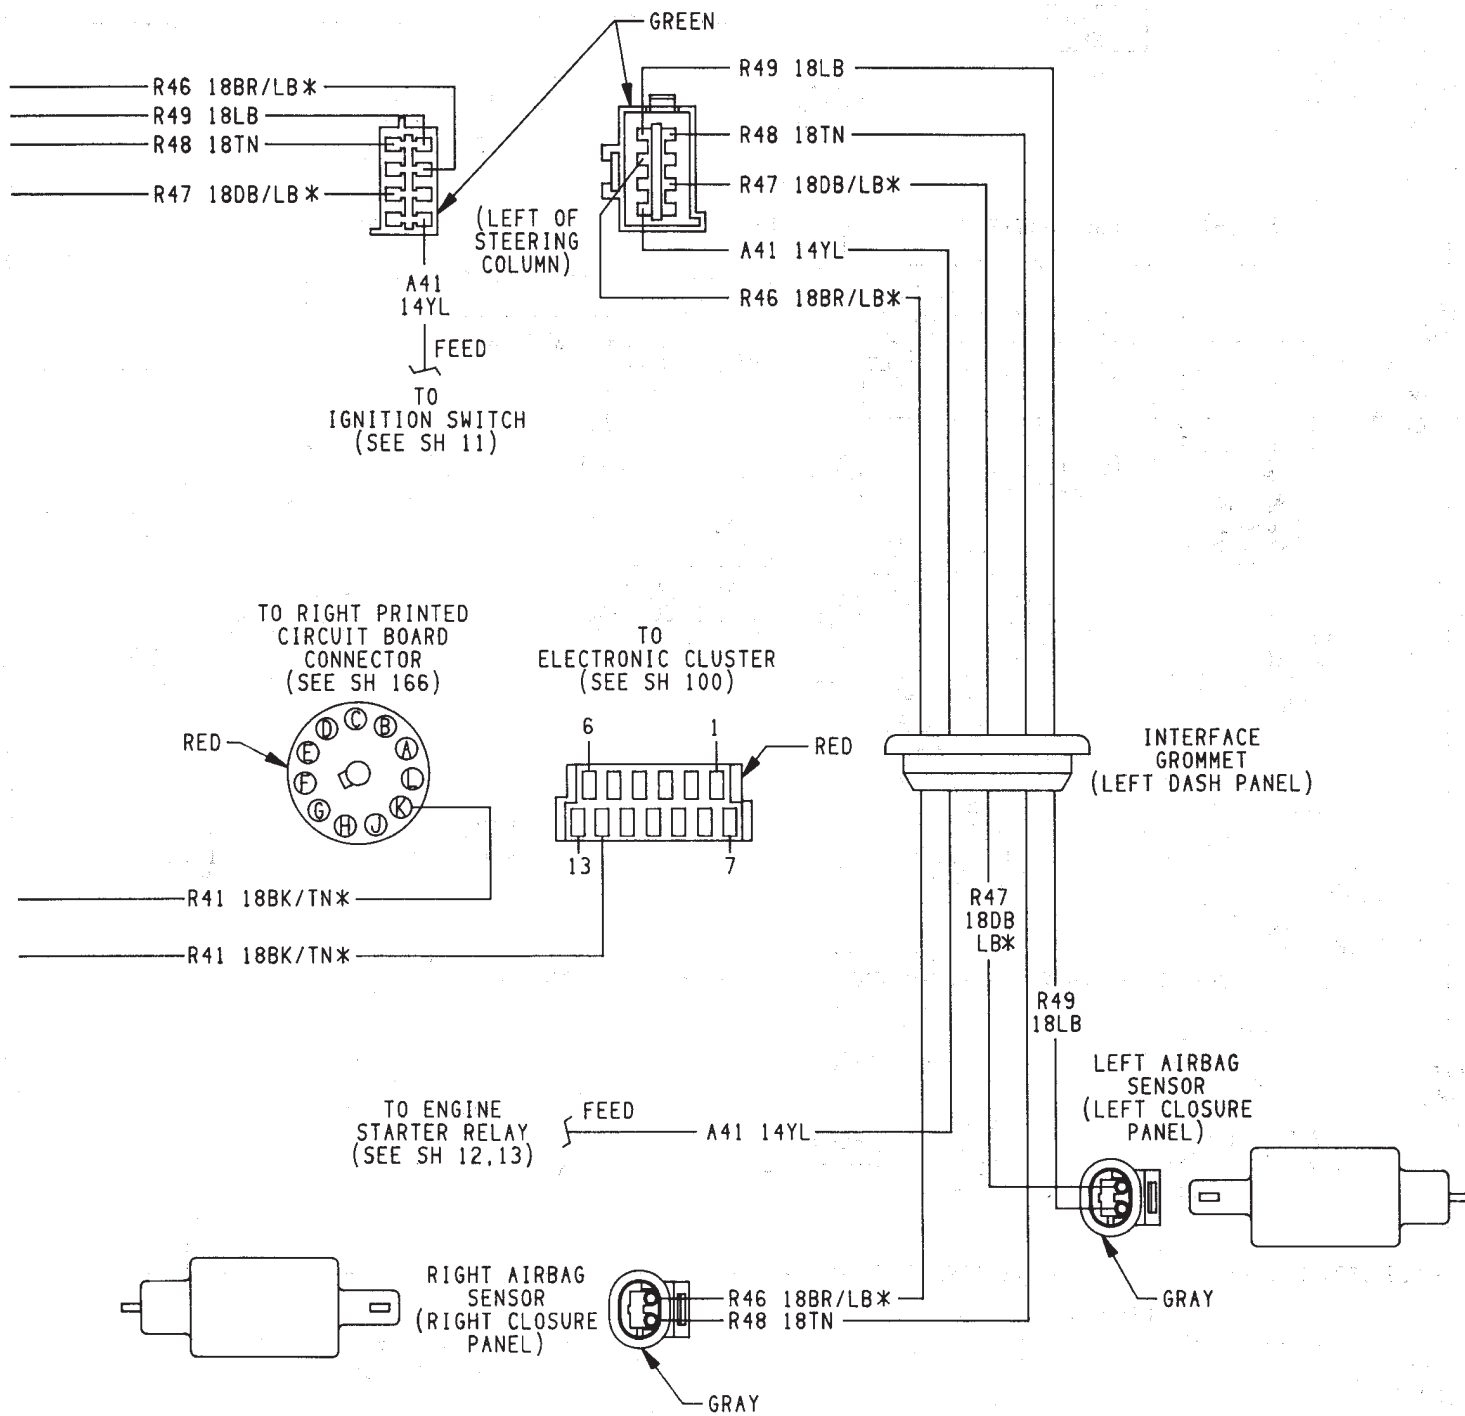 GREEN
R46 18BR/LB*
R49 18LB
R48 18TN
R47 18DB/LB*
R49 18LB
R48 18TN
R47 18DB/LB*
(LEFT OF
STEERING
COLUMN)
A41 14YL
R46 18BR/LB*
A41
14YL
FEED
TO
IGNITION SWITCH
(SEE SH 11)
TO RIGHT PRINTED
CIRCUIT BOARD
CONNECTOR
(SEE SH 166)
TO
ELECTRONIC CLUSTER
(SEE SH 100)
RED
C
D
B
E
A
F
L
G
K
H
J
6
1
RED
13
7
INTERFACE
GROMMET
(LEFT DASH PANEL)
R41 18BK/TN*
R41 18BK/TN*
R47
18DB
LB*
R49
18LB
TO ENGINE
STARTER RELAY
(SEE SH 12,13)
FEED
A41 14YL
LEFT AIRBAG
SENSOR
(LEFT CLOSURE
PANEL)
GRAY
RIGHT AIRBAG
SENSOR
(RIGHT CLOSURE
PANEL)
R46 18BR/LB*
R48 18TN
GRAY